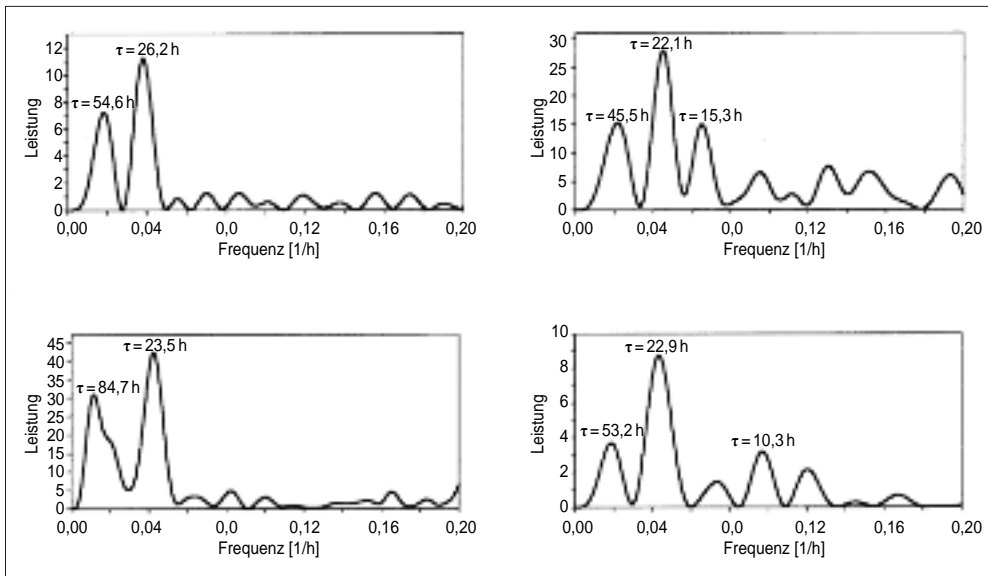 τ = 26,2 h
τ = 54,6 h
Leistung
12
10
8
6
4
2
0
0,00 0,04 0,0 0,12 0,16 0,20
Frequenz [1/h]
τ = 22,1 h
τ = 45,5 h
τ = 15,3 h
Leistung
30
25
20
15
10
5
0
0,00 0,04 0,0 0,12 0,16 0,20
Frequenz [1/h]
τ = 23,5 h
τ = 84,7 h
Leistung
45
40
35
30
25
20
15
10
5
0
0,00 0,04 0,0 0,12 0,16 0,20
Frequenz [1/h]
τ = 22,9 h
τ = 53,2 h
τ = 10,3 h
Leistung
10
8
6
4
2
0
0,00 0,04 0,0 0,12 0,16 0,20
Frequenz [1/h]